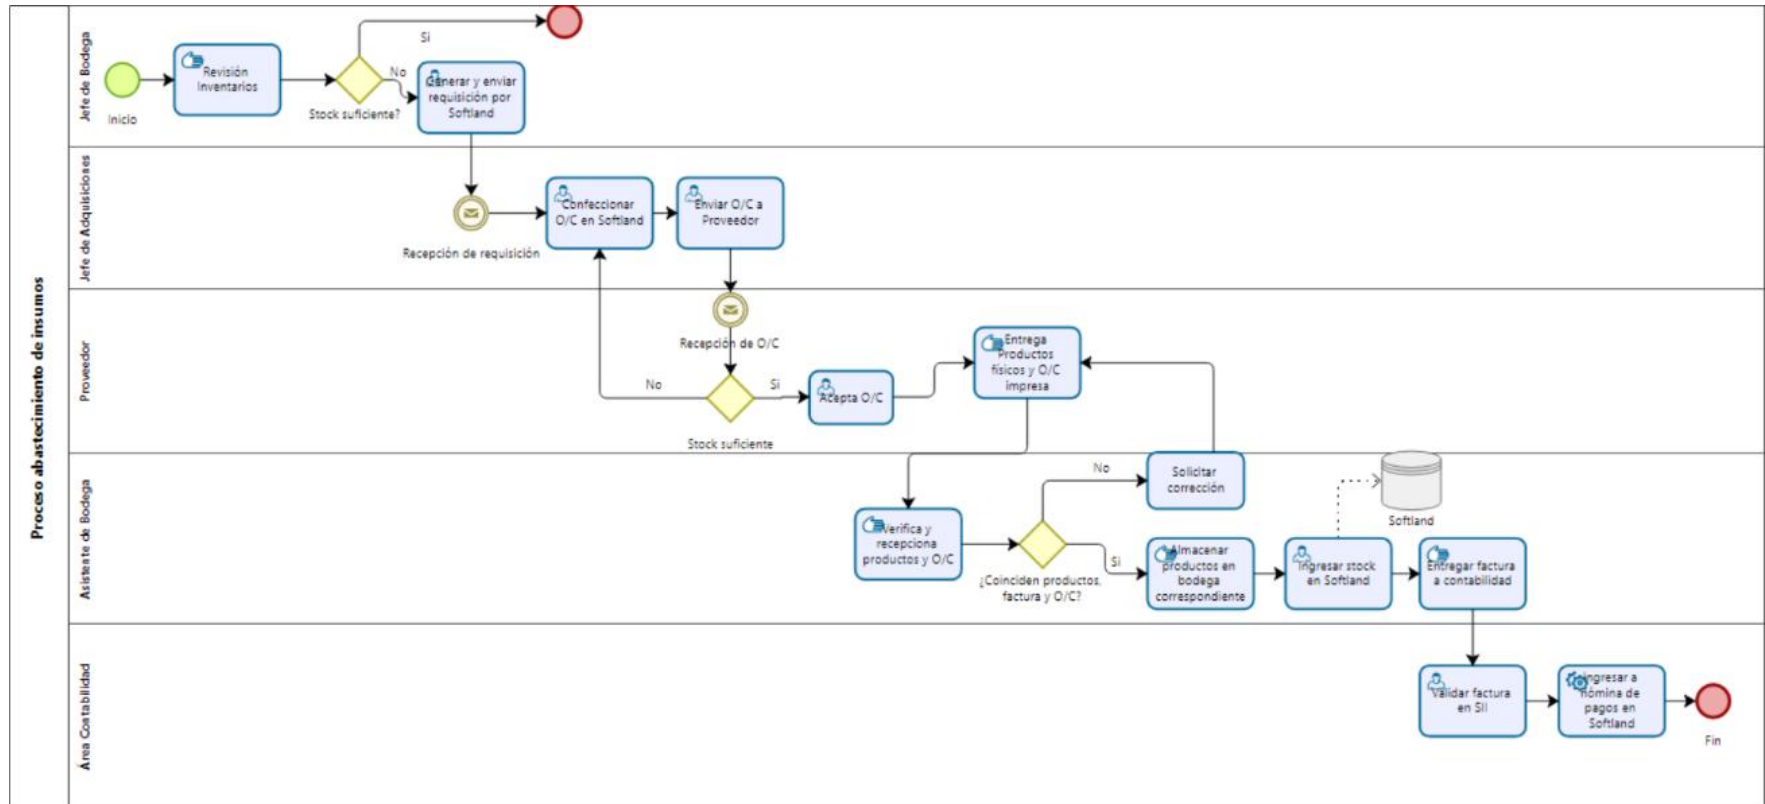 Proceso abastecimiento de insumos
Jefe de Bodega
Inicio
Revisión
Inventarios
Stock suficiente?
Si
No
Generar y enviar
requisición por
Softland
Jefe de Adquisiciones
Recepción de requisición
Confeccionar
O/C en Softland
Enviar O/C a
Proveedor
Proveedor
Recepción de O/C
Stock suficiente
No
Si
Acepta O/C
Entrega
Productos
físicos y O/C
impresa
Asistente de Bodega
Verifica y
recepciona
productos y O/C
¿Coinciden productos,
factura y O/C?
No
Solicitar
corrección
Si
Almacenar
productos en
bodega
correspondiente
Ingresar stock
en Softland
Softland
Entregar factura
a contabilidad
Área Contabilidad
Validar factura
en SII
Ingresar a
nómina de
pagos en
Softland
Fin